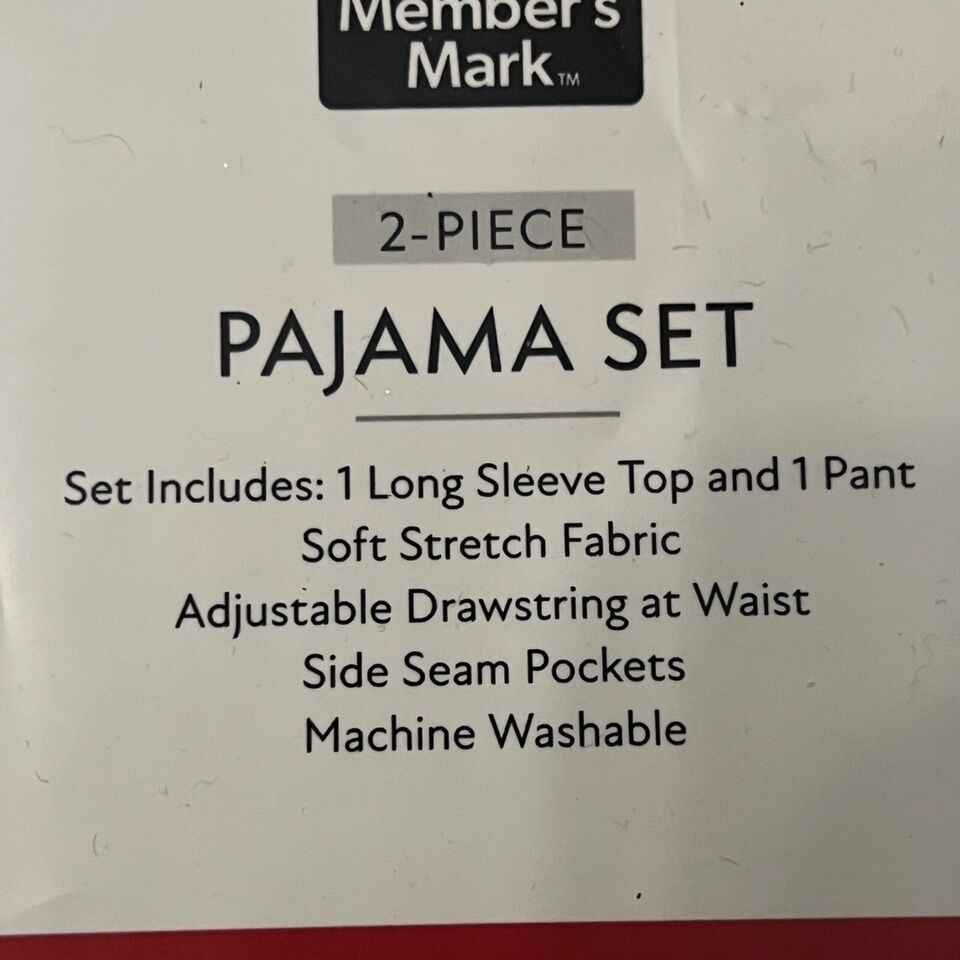 Member's
Mark™
2-PIECE
PAJAMA SET
Set Includes: 1 Long Sleeve Top and 1 Pant
Soft Stretch Fabric
Adjustable Drawstring at Waist
Side Seam Pockets
Machine Washable